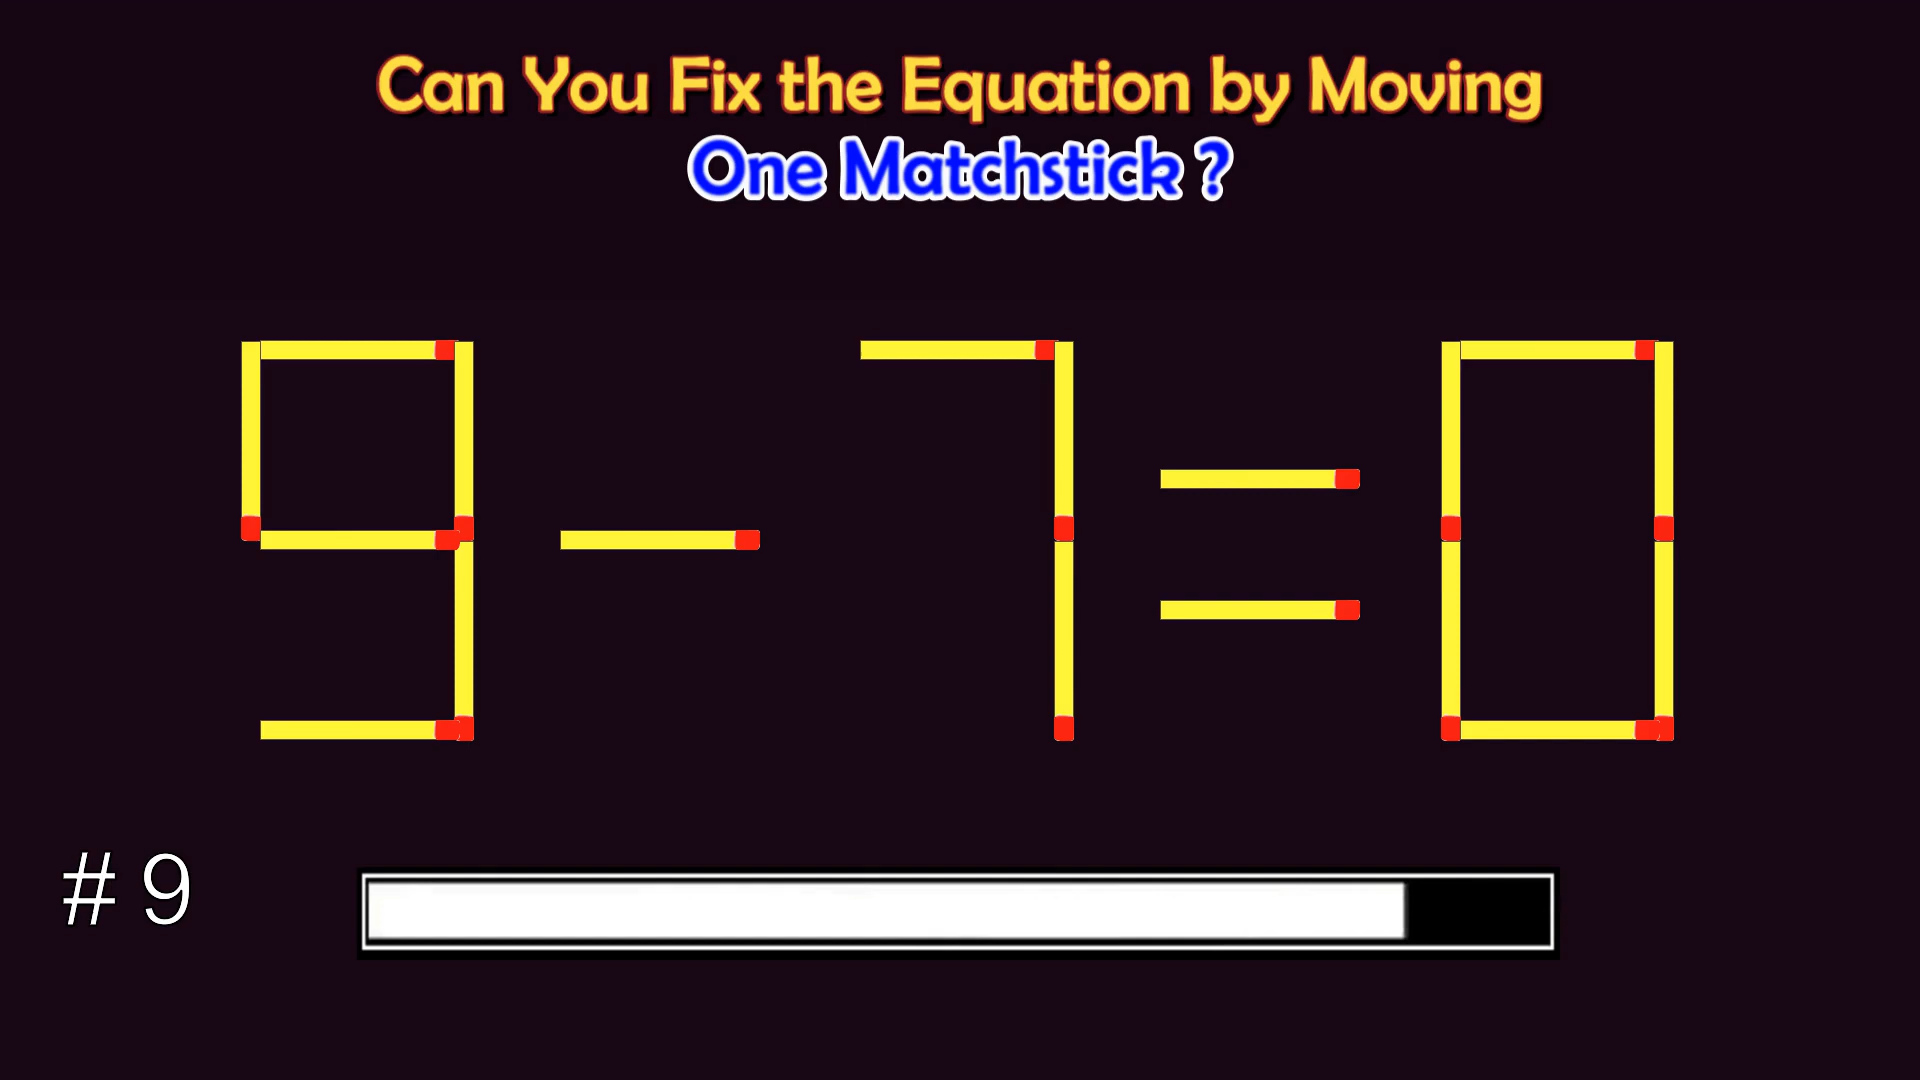 Can You Fix the Equation by Moving
One Matchstick ?
9 - 7 = 0
# 9